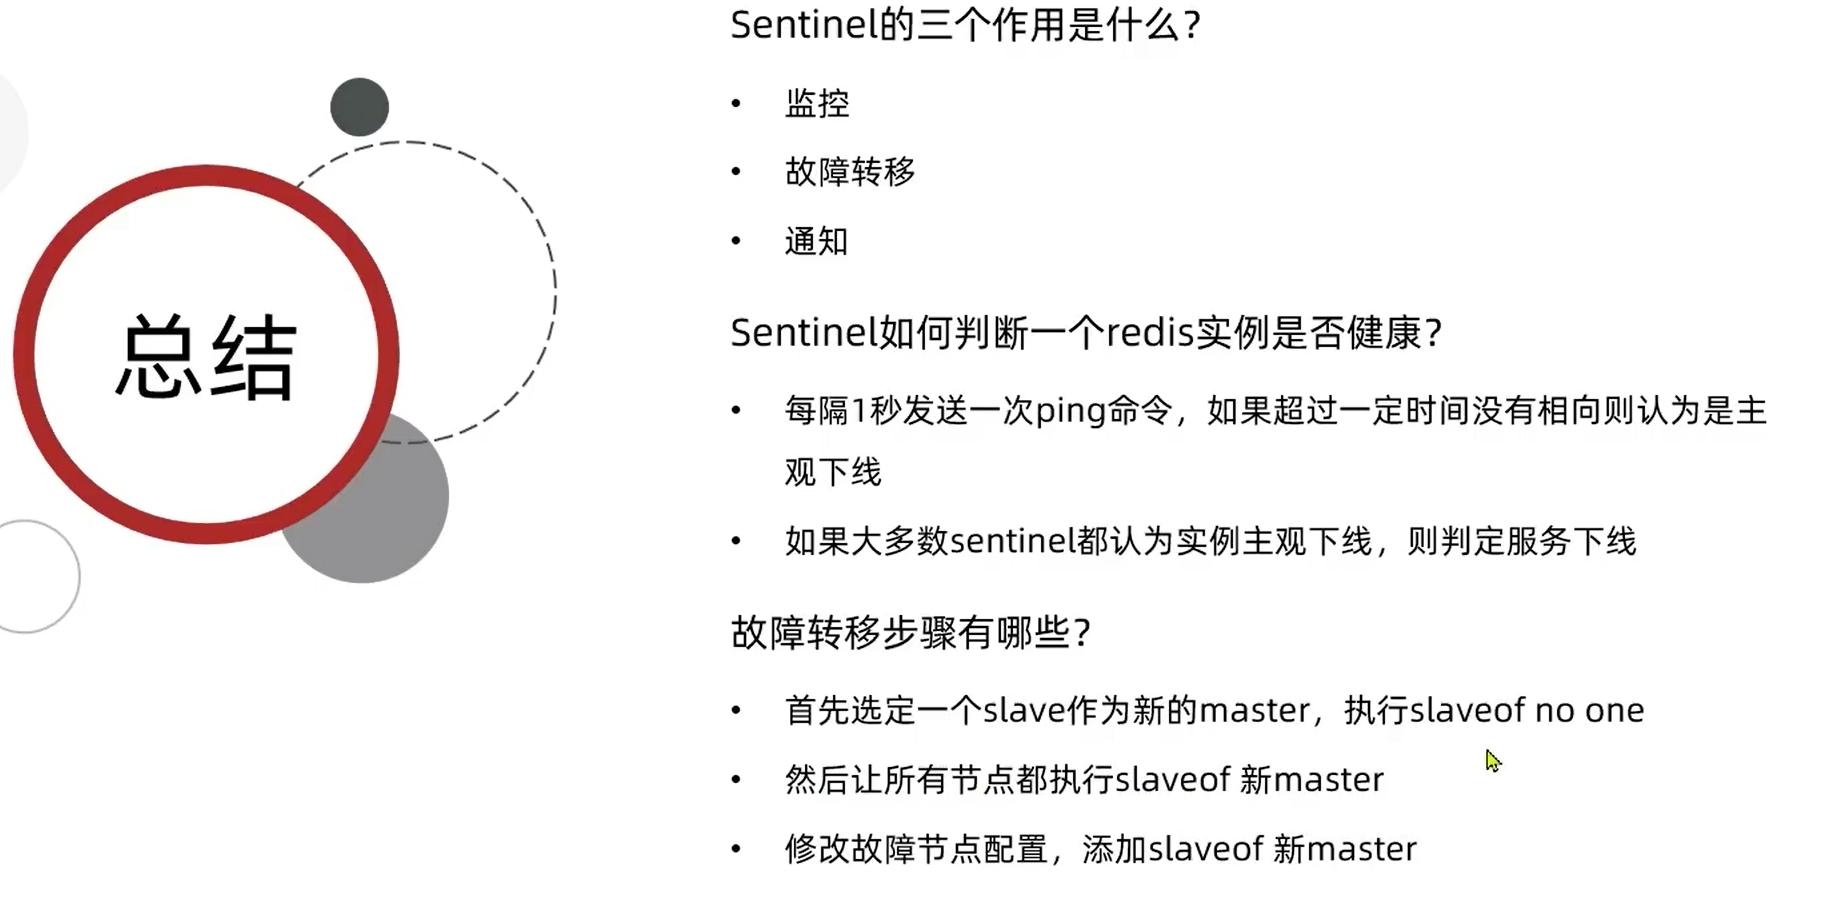 总结
Sentinel的三个作用是什么？
• 监控
• 故障转移
• 通知
Sentinel如何判断一个redis实例是否健康？
• 每隔1秒发送一次ping命令，如果超过一定时间没有相向则认为是主
观下线
• 如果大多数sentinel都认为实例主观下线，则判定服务下线
故障转移步骤有哪些？
• 首先选定一个slave作为新的master，执行slaveof no one
• 然后让所有节点都执行slaveof 新master
• 修改故障节点配置，添加slaveof 新master